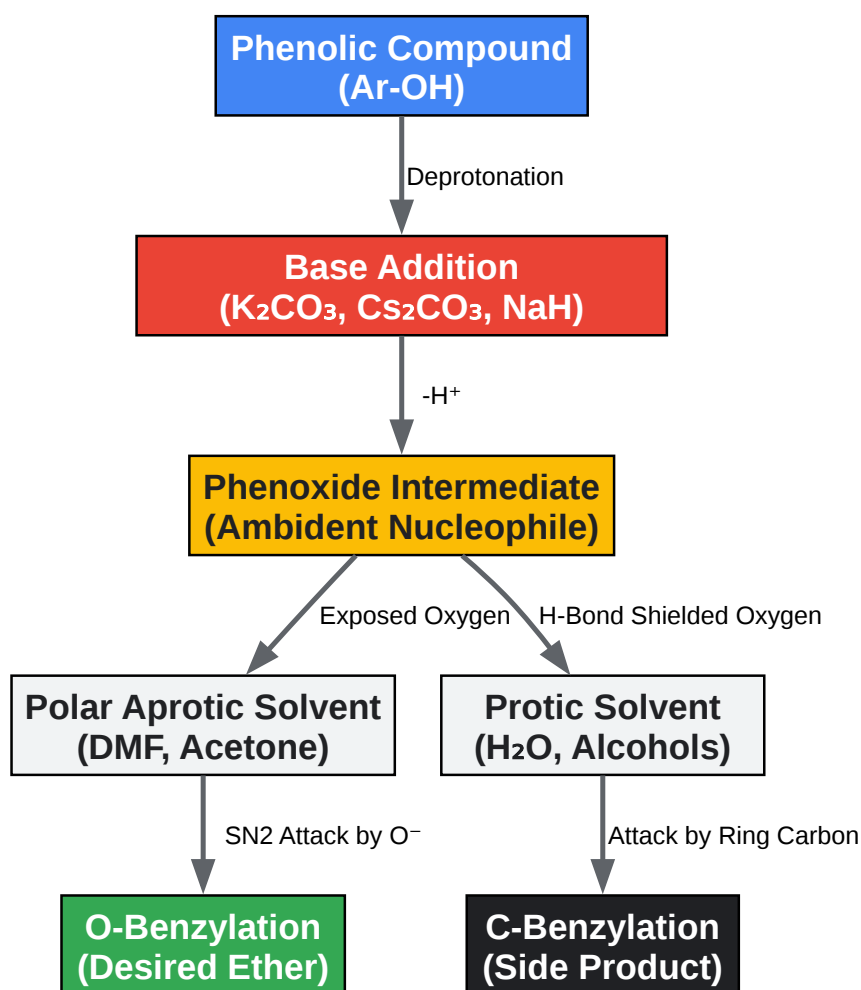 Phenolic Compound
(Ar-OH)
Deprotonation
Base Addition
(K₂CO₃, Cs₂CO₃, NaH)
-H⁺
Phenoxide Intermediate
(Ambident Nucleophile)
Exposed Oxygen
H-Bond Shielded Oxygen
Polar Aprotic Solvent
(DMF, Acetone)
Protic Solvent
(H₂O, Alcohols)
SN2 Attack by O⁻
Attack by Ring Carbon
O-Benzylation
(Desired Ether)
C-Benzylation
(Side Product)